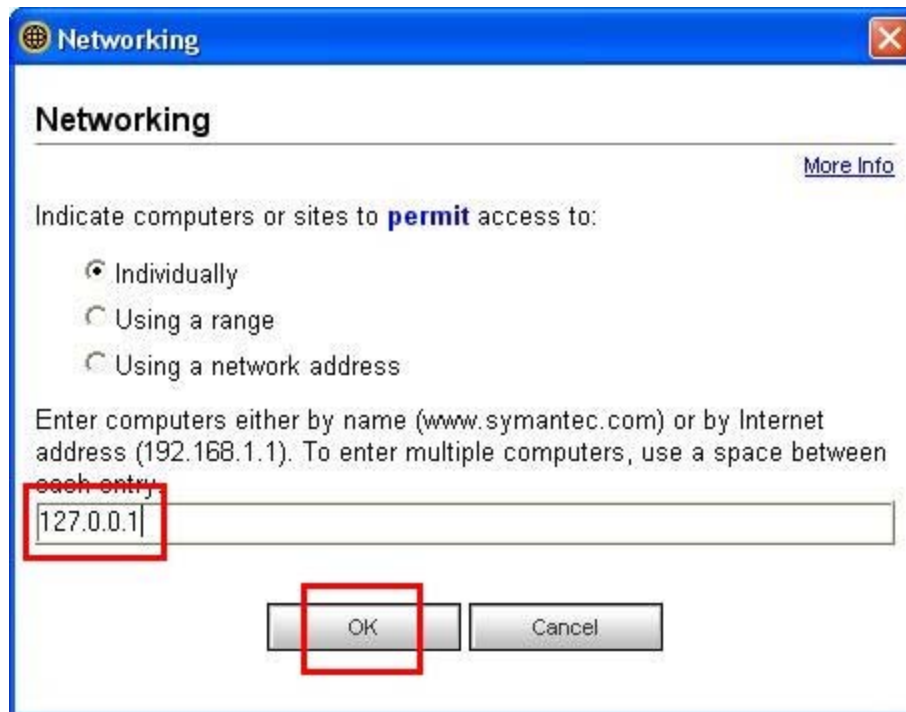 Networking
Networking
More Info
Indicate computers or sites to permit access to:
Individually
Using a range
Using a network address
Enter computers either by name (www.symantec.com) or by Internet
address (192.168.1.1). To enter multiple computers, use a space between
each entry.
127.0.0.1
OK
Cancel